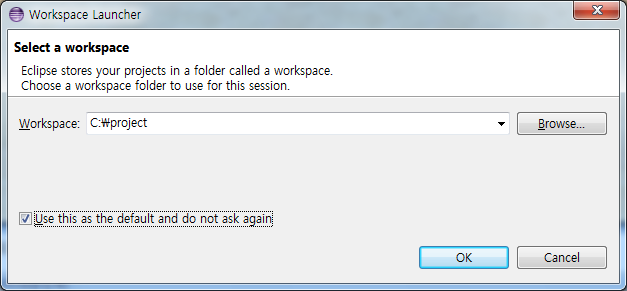 Workspace Launcher
Select a workspace
Eclipse stores your projects in a folder called a workspace.
Choose a workspace folder to use for this session.
Workspace: C:₩project Browse...
Use this as the default and do not ask again
OK Cancel